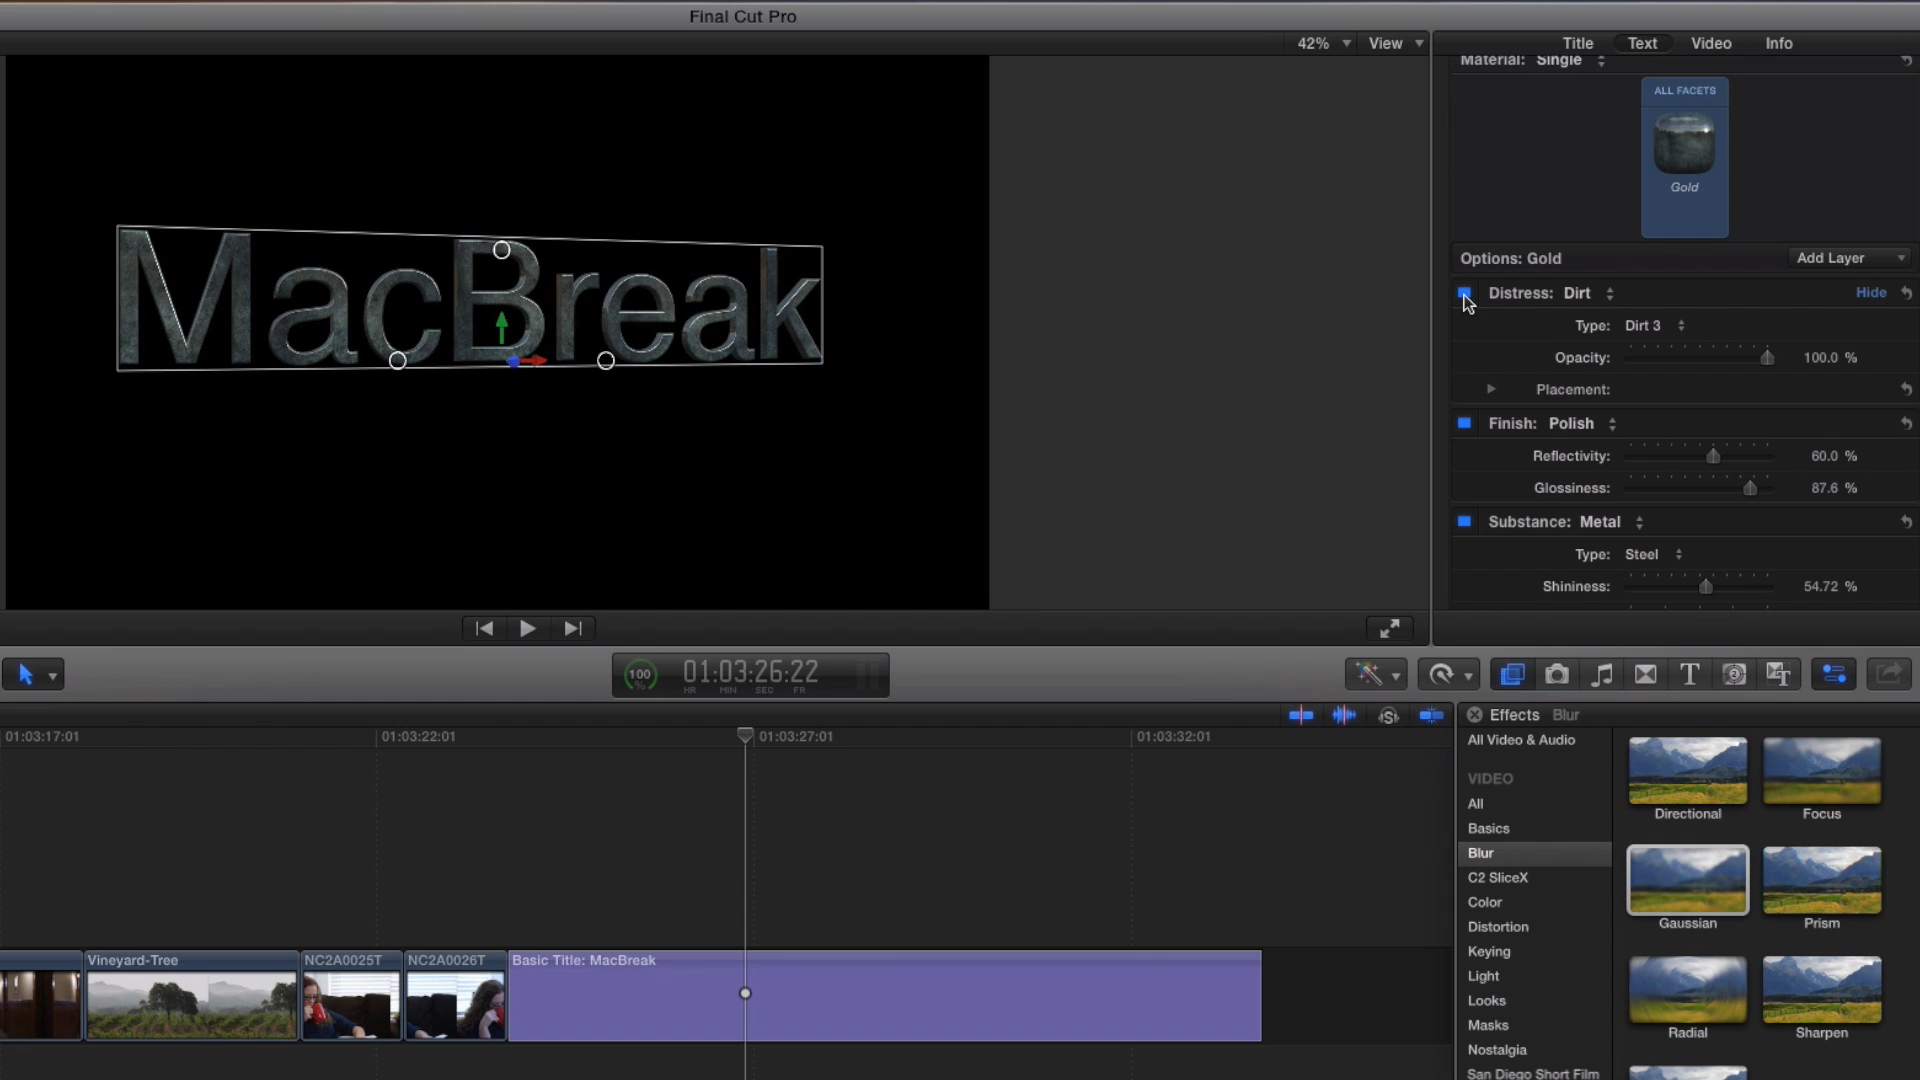 Final Cut Pro
42% View
Title Text Video Info
Material: Single
ALL FACETS
Gold
MacBreak
Options: Gold Add Layer
Distress: Dirt Hide
Type: Dirt 3
Opacity: 100.0 %
Placement:
Finish: Polish
Reflectivity: 60.0 %
Glossiness: 87.6 %
Substance: Metal
Type: Steel
Shininess: 54.72 %
100 %
01:03:26:22
HR MIN SEC FR
Effects Blur
01:03:17:01 01:03:22:01 01:03:27:01 01:03:32:01
All Video & Audio
VIDEO
All
Basics
Blur
C2 SliceX
Color
Distortion
Keying
Light
Looks
Masks
Nostalgia
San Diego Short Film
Directional Focus
Gaussian Prism
Radial Sharpen
Vineyard-Tree NC2A0025T NC2A0026T Basic Title: MacBreak